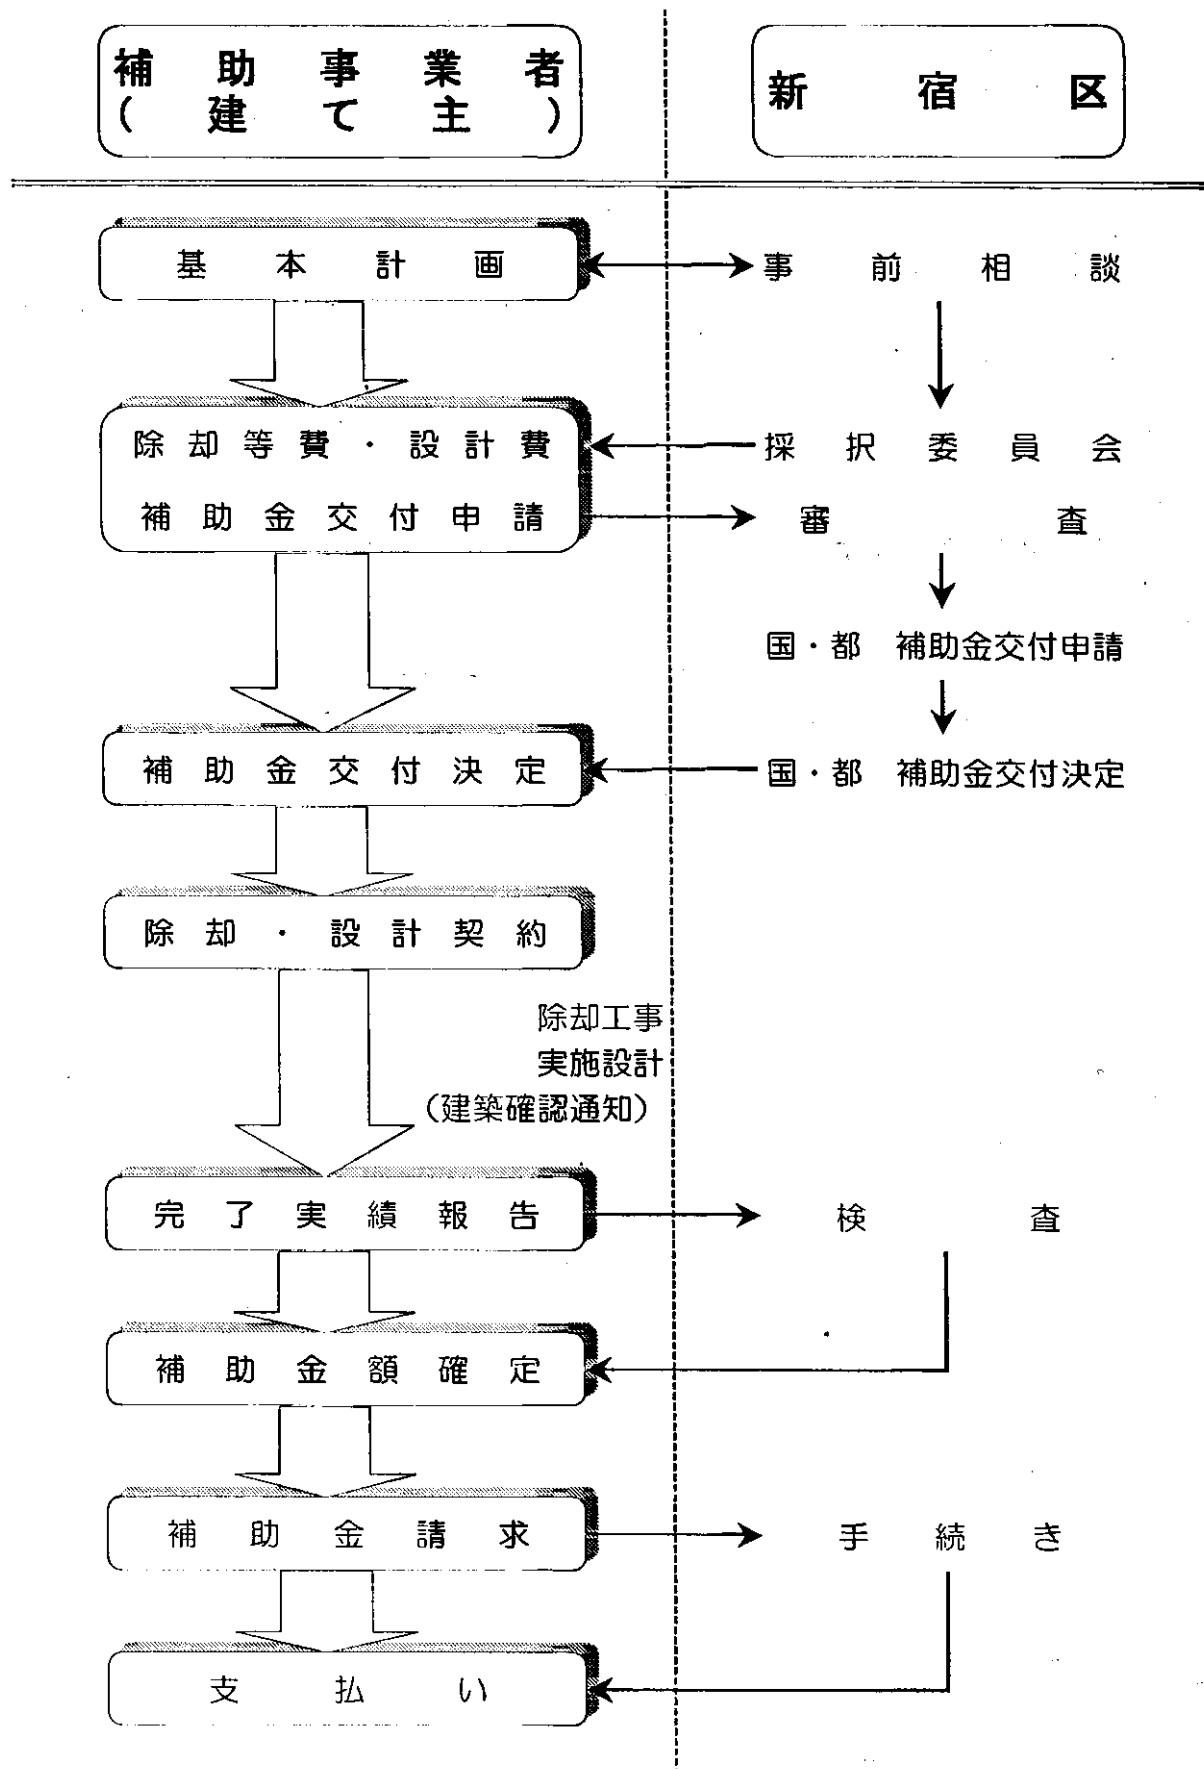 補助事業者
(建て主)
新宿区
基本計画
事前相談
除却等費・設計費
採択委員会
補助金交付申請
審査
国・都 補助金交付申請
補助金交付決定
国・都 補助金交付決定
除却・設計契約
除却工事
実施設計
(建築確認通知)
完了実績報告
検査
補助金額確定
補助金請求
手続き
支払い